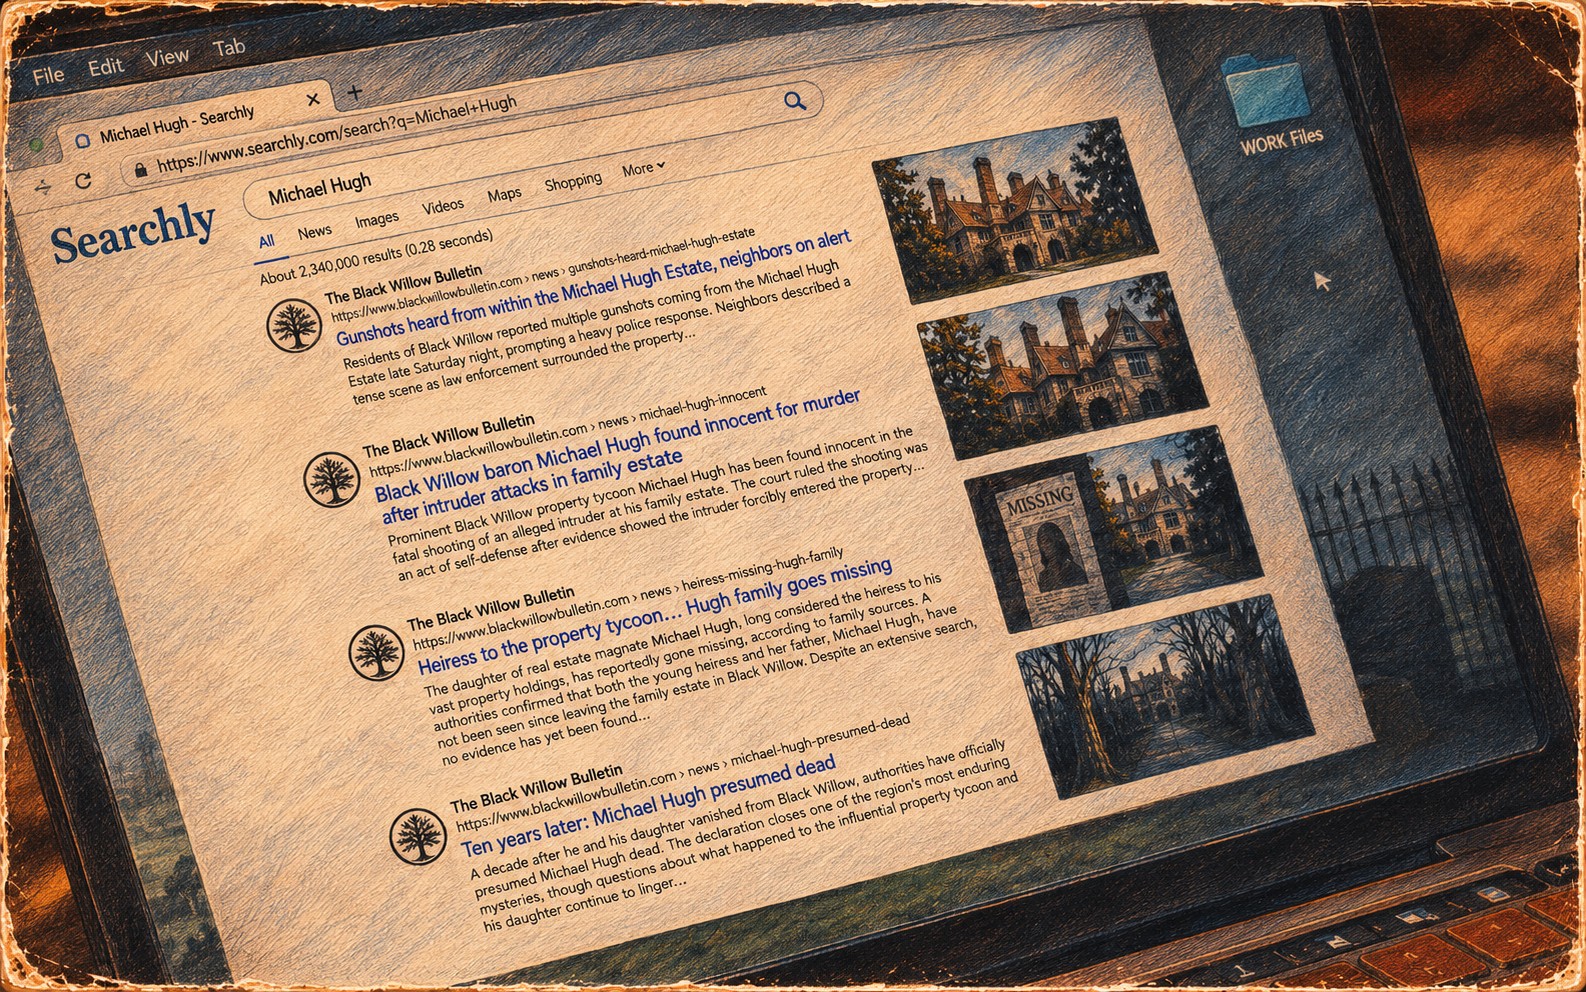 File Edit View Tab
Michael Hugh - Searchly
https://www.searchly.com/search?q=Michael+Hugh
WORK Files
Searchly
Michael Hugh
All News Images Videos Maps Shopping More
About 2,340,000 results (0.28 seconds)
The Black Willow Bulletin
https://www.blackwillowbulletin.com › news › gunshots-heard-michael-hugh-estate
Gunshots heard from within the Michael Hugh Estate, neighbors on alert
Residents of Black Willow reported multiple gunshots coming from the Michael Hugh
Estate late Saturday night, prompting a heavy police response. Neighbors described a
tense scene as law enforcement surrounded the property...
The Black Willow Bulletin
https://www.blackwillowbulletin.com › news › michael-hugh-innocent
Black Willow baron Michael Hugh found innocent for murder
after intruder attacks in family estate
Prominent Black Willow property tycoon Michael Hugh has been found innocent in the
fatal shooting of an alleged intruder at his family estate. The court ruled the shooting was
an act of self-defense after evidence showed the intruder forcibly entered the property...
MISSING
The Black Willow Bulletin
https://www.blackwillowbulletin.com › news › heiress-missing-hugh-family
Heiress to the property tycoon... Hugh family goes missing
The daughter of real estate magnate Michael Hugh, long considered the heiress to his
vast property holdings, has reportedly gone missing, according to family sources. A
authorities confirmed that both the young heiress and her father, Michael Hugh, have
not been seen since leaving the family estate in Black Willow. Despite an extensive search,
no evidence has yet been found...
The Black Willow Bulletin
https://www.blackwillowbulletin.com › news › michael-hugh-presumed-dead
Ten years later: Michael Hugh presumed dead
A decade after he and his daughter vanished from Black Willow, authorities have officially
presumed Michael Hugh dead. The declaration closes one of the region's most enduring
mysteries, though questions about what happened to the influential property tycoon and
his daughter continue to linger...